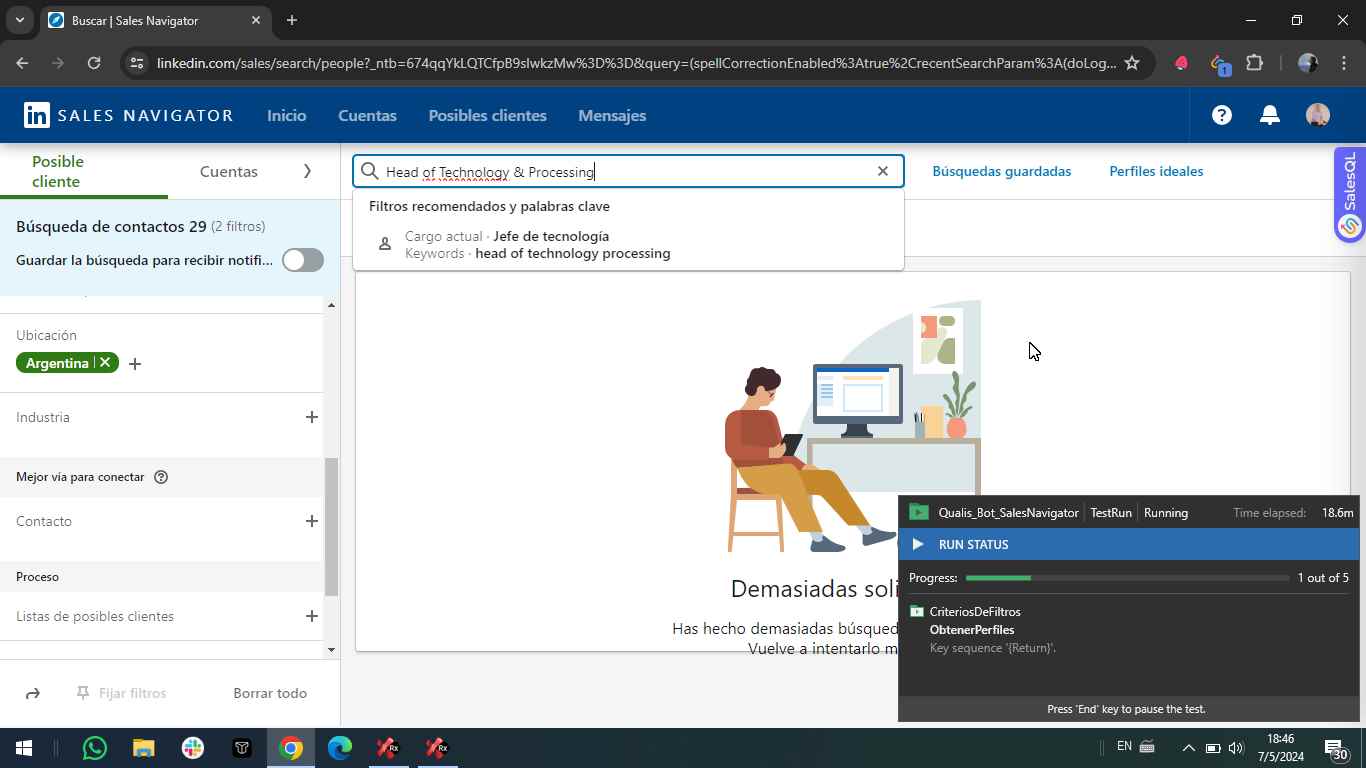 Buscar | Sales Navigator
linkedin.com/sales/search/people?_ntb=674qqYkLQTCfpB9slwkzMw%3D%3D&query=(spellCorrectionEnabled%3Atrue%2CrecentSearchParam%3A(doLog...
1
in SALES NAVIGATOR
Inicio
Cuentas
Posibles clientes
Mensajes
Posible
cliente
Cuentas
Head of Technology & Processing
Búsquedas guardadas
Perfiles ideales
SalesQL
Filtros recomendados y palabras clave
Cargo actual · Jefe de tecnología
Keywords · head of technology processing
Búsqueda de contactos 29 (2 filtros)
Guardar la búsqueda para recibir notifi...
Ubicación
Argentina
Industria
Mejor vía para conectar
Contacto
Proceso
Listas de posibles clientes
Fijar filtros
Borrar todo
Demasiadas soli
Has hecho demasiadas búsqued
Vuelve a intentarlo m
Qualis_Bot_SalesNavigator TestRun Running Time elapsed: 18.6m
RUN STATUS
Progress: 1 out of 5
CriteriosDeFiltros
ObtenerPerfiles
Key sequence '{Return}'.
Press 'End' key to pause the test.
Rx
Rx
EN
18:46
7/5/2024
30